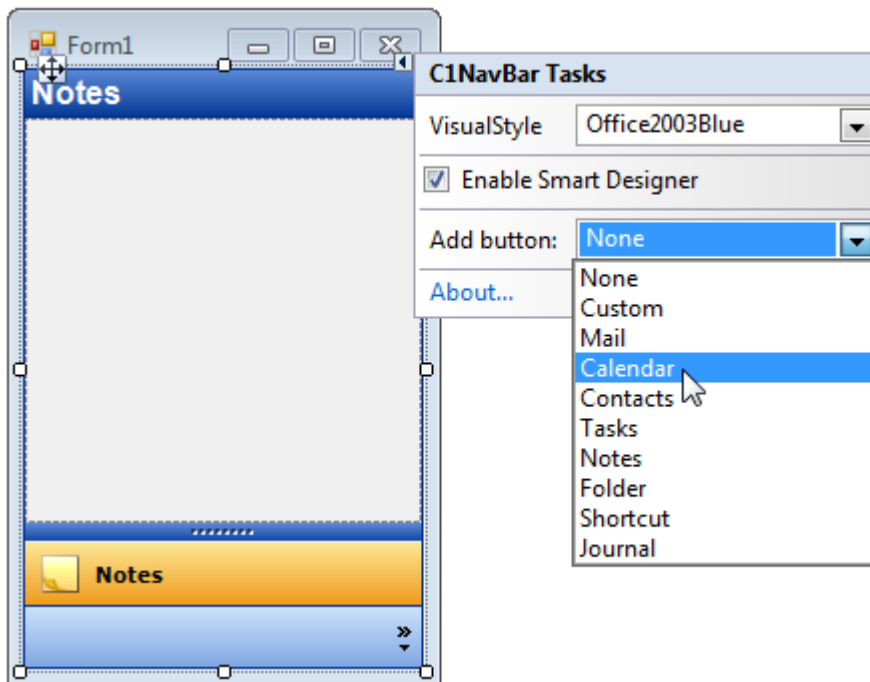 Form1
Notes
C1NavBar Tasks
VisualStyle Office2003Blue
Enable Smart Designer
Add button: None
About...
None
Custom
Mail
Calendar
Contacts
Tasks
Notes
Folder
Shortcut
Journal
Notes